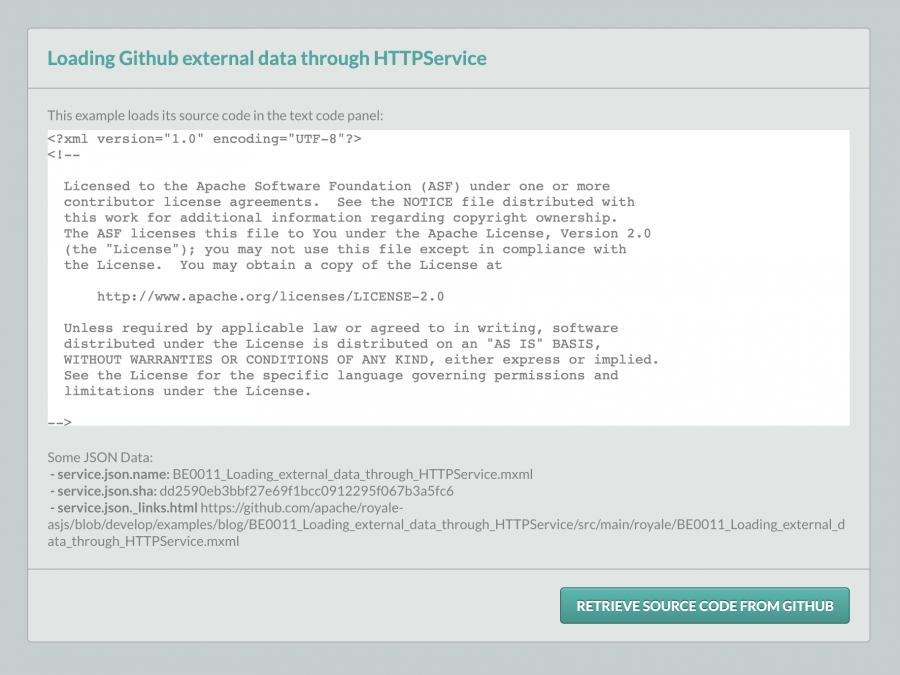 Loading Github external data through HTTPService
This example loads its source code in the text code panel:
<?xml version="1.0" encoding="UTF-8"?>
<!--
Licensed to the Apache Software Foundation (ASF) under one or more
contributor license agreements.  See the NOTICE file distributed with
this work for additional information regarding copyright ownership.
The ASF licenses this file to You under the Apache License, Version 2.0
(the "License"); you may not use this file except in compliance with
the License.  You may obtain a copy of the License at
http://www.apache.org/licenses/LICENSE-2.0
Unless required by applicable law or agreed to in writing, software
distributed under the License is distributed on an "AS IS" BASIS,
WITHOUT WARRANTIES OR CONDITIONS OF ANY KIND, either express or implied.
See the License for the specific language governing permissions and
limitations under the License.
-->
Some JSON Data:
- service.json.name: BE0011_Loading_external_data_through_HTTPService.mxml
- service.json.sha: dd2590eb3bbf27e69f1bcc0912295f067b3a5fc6
- service.json._links.html https://github.com/apache/royale-
asjs/blob/develop/examples/blog/BE0011_Loading_external_data_through_HTTPService/src/main/royale/BE0011_Loading_external_d
ata_through_HTTPService.mxml
RETRIEVE SOURCE CODE FROM GITHUB